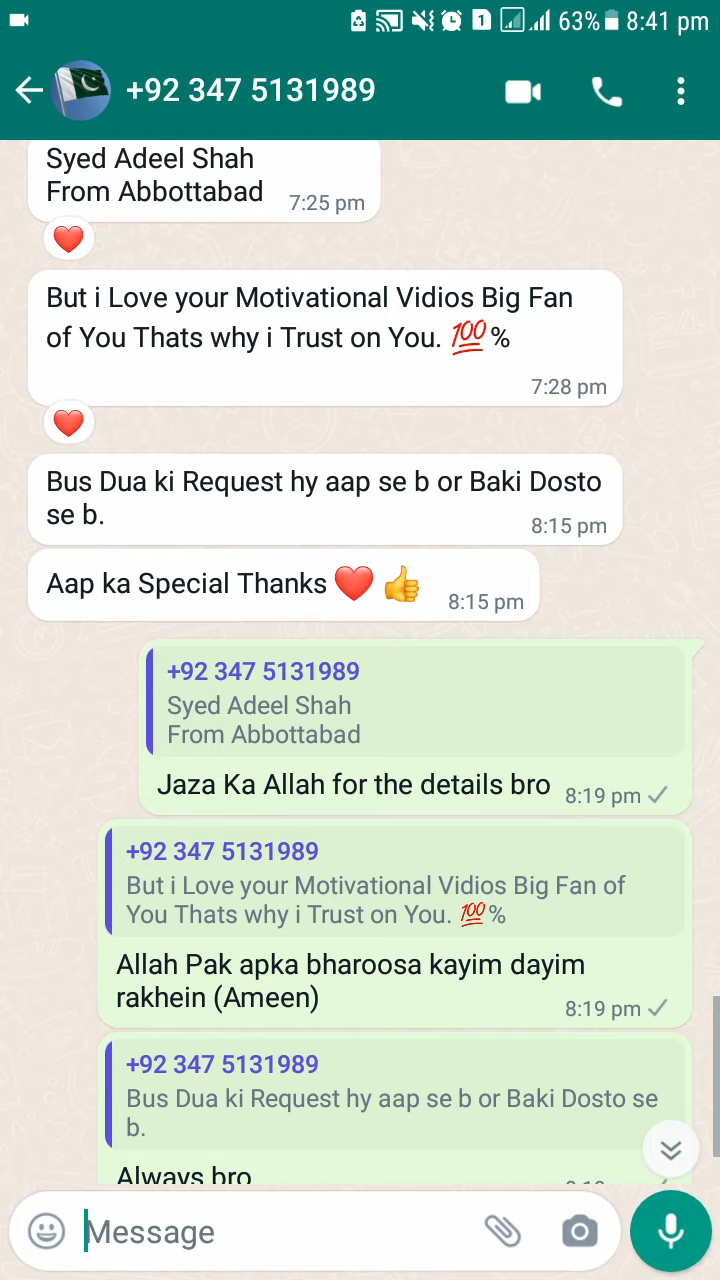 1 63% 8:41 pm
+92 347 5131989
Syed Adeel Shah
From Abbottabad 7:25 pm
But i Love your Motivational Vidios Big Fan
of You Thats why i Trust on You. 💯%
7:28 pm
Bus Dua ki Request hy aap se b or Baki Dosto
se b. 8:15 pm
Aap ka Special Thanks ❤️👍 8:15 pm
+92 347 5131989
Syed Adeel Shah
From Abbottabad
Jaza Ka Allah for the details bro 8:19 pm
+92 347 5131989
But i Love your Motivational Vidios Big Fan of
You Thats why i Trust on You. 💯%
Allah Pak apka bharoosa kayim dayim
rakhein (Ameen) 8:19 pm
+92 347 5131989
Bus Dua ki Request hy aap se b or Baki Dosto se
b.
Always bro
Message